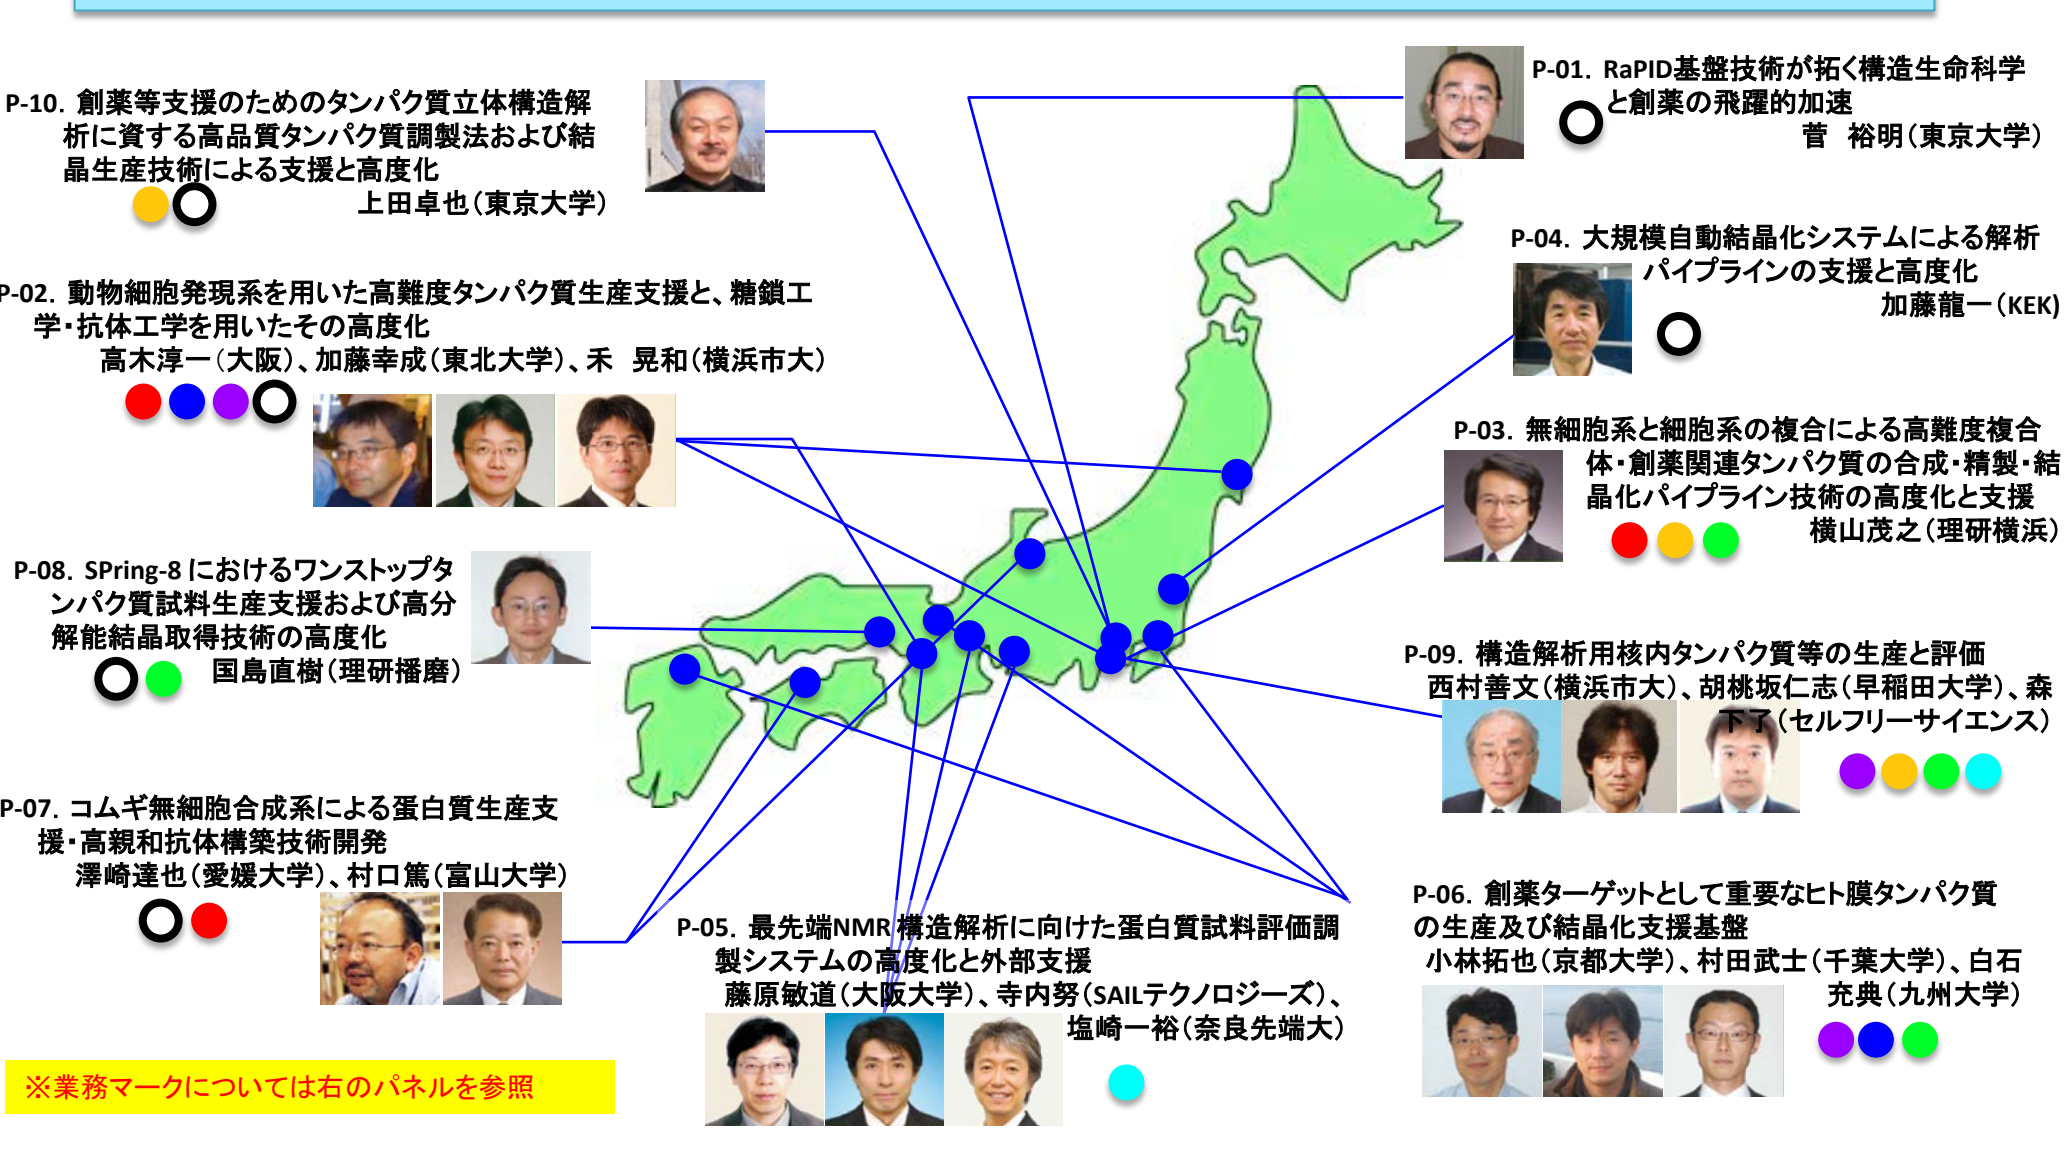 P-10. 創薬等支援のためのタンパク質立体構造解
析に資する高品質タンパク質調製法および結
晶生産技術による支援と高度化
上田卓也(東京大学)
P-01. RaPID基盤技術が拓く構造生命科学
と創薬の飛躍的加速
菅 裕明(東京大学)
P-04. 大規模自動結晶化システムによる解析
パイプラインの支援と高度化
加藤龍一(KEK)
P-02. 動物細胞発現系を用いた高難度タンパク質生産支援と、糖鎖工
学・抗体工学を用いたその高度化
高木淳一(大阪)、加藤幸成(東北大学)、禾 晃和(横浜市大)
P-03. 無細胞系と細胞系の複合による高難度複合
体・創薬関連タンパク質の合成・精製・結
晶化パイプライン技術の高度化と支援
横山茂之(理研横浜)
P-08. SPring-8 におけるワンストップタ
ンパク質試料生産支援および高分
解能結晶取得技術の高度化
国島直樹(理研播磨)
P-09. 構造解析用核内タンパク質等の生産と評価
西村善文(横浜市大)、胡桃坂仁志(早稲田大学)、森
下了(セルフリーサイエンス)
P-07. コムギ無細胞合成系による蛋白質生産支
援・高親和抗体構築技術開発
澤崎達也(愛媛大学)、村口篤(富山大学)
P-05. 最先端NMR 構造解析に向けた蛋白質試料評価調
製システムの高度化と外部支援
藤原敏道(大阪大学)、寺内努(SAILテクノロジーズ)、
塩崎一裕(奈良先端大)
P-06. 創薬ターゲットとして重要なヒト膜タンパク質
の生産及び結晶化支援基盤
小林拓也(京都大学)、村田武士(千葉大学)、白石
充典(九州大学)
※業務マークについては右のパネルを参照